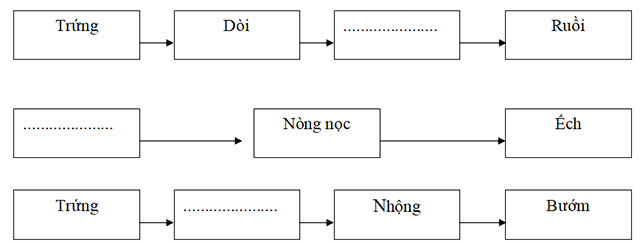 Trứng Dòi ........................ Ruồi
....................... Nòng nọc Ếch
Trứng ........................ Nhộng Bướm